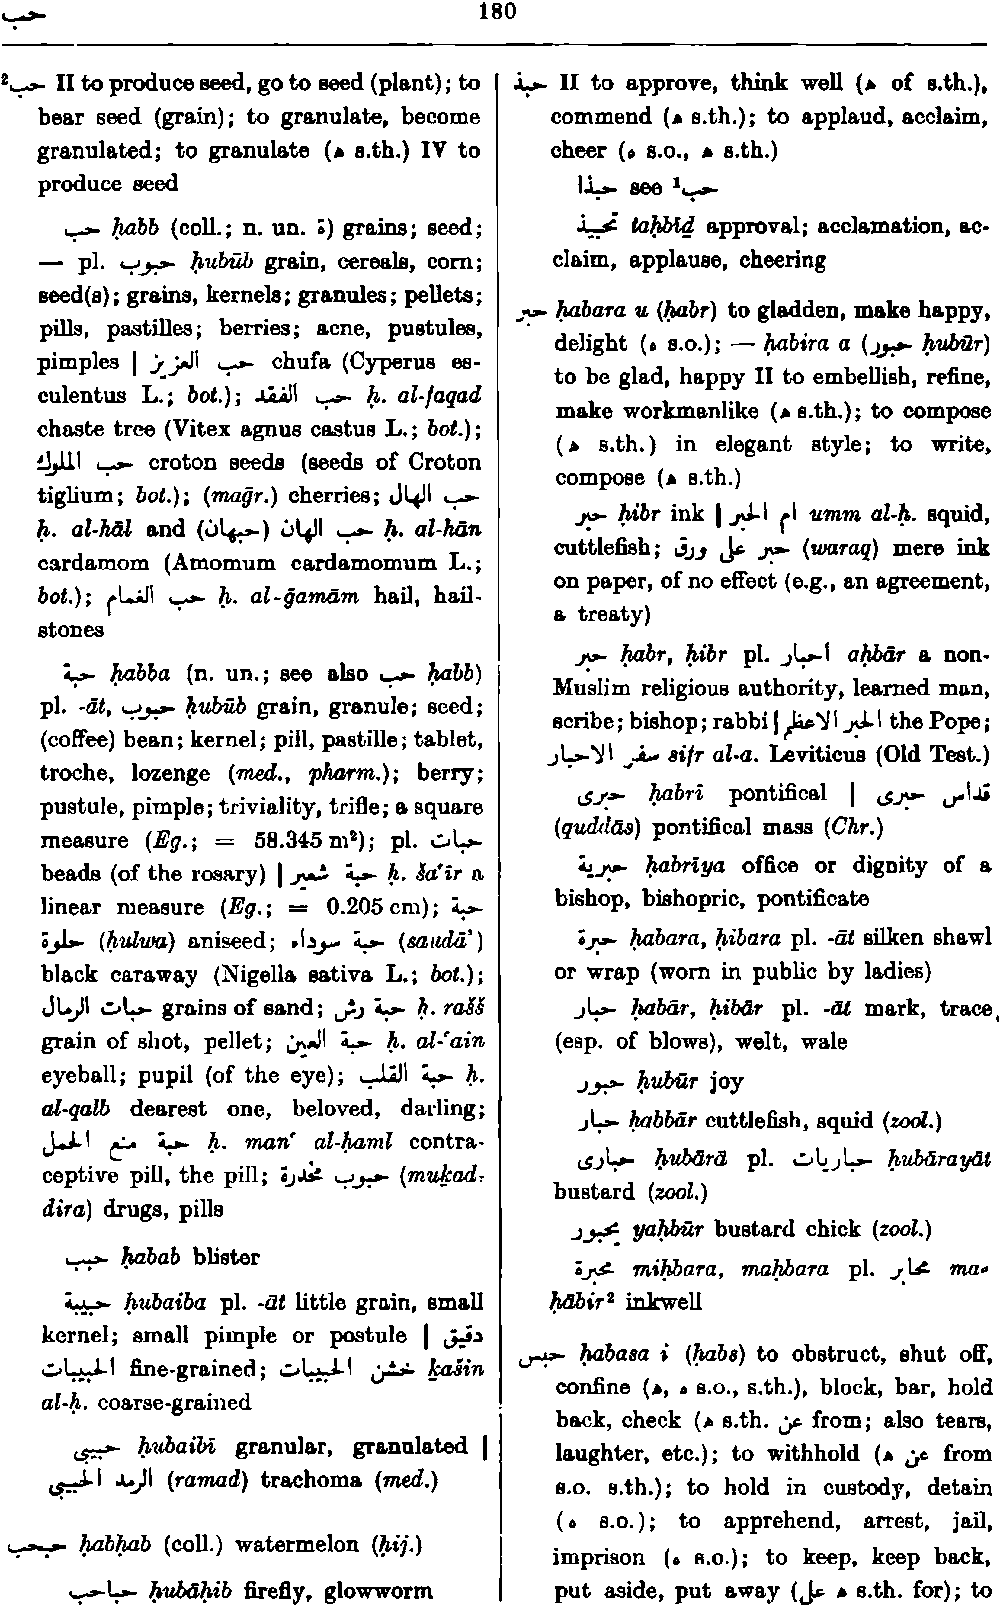 حب
180
²حب II to produce seed, go to seed (plant); to
bear seed (grain); to granulate, become
granulated; to granulate (ﻫ s.th.) IV to
produce seed
حب ḥabb (coll.; n. un. ة) grains; seed;
— pl. حبوب ḥubūb grain, cereals, corn;
seed(s); grains, kernels; granules; pellets;
pills, pastilles; berries; acne, pustules,
pimples | حب العزيز chufa (Cyperus es-
culentus L.; bot.); حب الفقد ḥ. al-faqad
chaste tree (Vitex agnus castus L.; bot.);
حب الملوك croton seeds (seeds of Croton
tiglium; bot.); (maḡr.) cherries; حب الهال
ḥ. al-hāl and حب الهان (حبهان) ḥ. al-hān
cardamom (Amomum cardamomum L.;
bot.); حب الغمام ḥ. al-ḡamām hail, hail-
stones
حبة ḥabba (n. un.; see also حب ḥabb)
pl. -āt, حبوب ḥubūb grain, granule; seed;
(coffee) bean; kernel; pill, pastille; tablet,
troche, lozenge (med., pharm.); berry;
pustule, pimple; triviality, trifle; a square
measure (Eg.; = 58.345 m²); pl. حبات
beads (of the rosary) | حبة شعير ḥ. ša‘īr a
linear measure (Eg.; = 0.205 cm); حبة
حلوة (ḥulwa) aniseed; حبة سوداء (saudā’)
black caraway (Nigella sativa L.; bot.);
حبات الرمال grains of sand; حبة رش ḥ. rašš
grain of shot, pellet; حبة العين ḥ. al-‘ain
eyeball; pupil (of the eye); حبة القلب ḥ.
al-qalb dearest one, beloved, darling;
حبة منع الحمل ḥ. man‘ al-ḥaml contra-
ceptive pill, the pill; حبوب مخدرة (muḵad-
dira) drugs, pills
حبب ḥabab blister
حبيبة ḥubaiba pl. -āt little grain, small
kernel; small pimple or postule | دقيق
الحبيبات fine-grained; خشن الحبيبات ḵašin
al-ḥ. coarse-grained
حبيبي ḥubaibī granular, granulated |
الرمد الحبيبي (ramad) trachoma (med.)
حبحب ḥabḥab (coll.) watermelon (ḥij.)
حباحب ḥubāḥib firefly, glowworm
حبذ II to approve, think well (ﻫ of s.th.),
commend (ﻫ s.th.); to applaud, acclaim,
cheer (ه s.o., ﻫ s.th.)
حبذا see ¹حب
تحبيذ taḥbīḏ approval; acclamation, ac-
claim, applause, cheering
حبر ḥabara u (ḥabr) to gladden, make happy,
delight (ه s.o.); — ḥabira a (حبور ḥubūr)
to be glad, happy II to embellish, refine,
make workmanlike (ﻫ s.th.); to compose
(ﻫ s.th.) in elegant style; to write,
compose (ﻫ s.th.)
حبر ḥibr ink | ام الحبر umm al-ḥ. squid,
cuttlefish; حبر على ورق (waraq) mere ink
on paper, of no effect (e.g., an agreement,
a treaty)
حبر ḥabr, ḥibr pl. أحبار aḥbār a non-
Muslim religious authority, learned man,
scribe; bishop; rabbi | الحبر الاعظم the Pope;
سفر الاحبار sifr al-a. Leviticus (Old Test.)
حبرى ḥabrī pontifical | قداس حبرى
(quddās) pontifical mass (Chr.)
حبرية ḥabrīya office or dignity of a
bishop, bishopric, pontificate
حبرة ḥabara, ḥibara pl. -āt silken shawl
or wrap (worn in public by ladies)
حبار ḥabār, ḥibār pl. -āt mark, trace,
(esp. of blows), welt, wale
حبور ḥubūr joy
حبار ḥabbār cuttlefish, squid (zool.)
حبارى ḥubārā pl. حباريات ḥubārayāt
bustard (zool.)
يحبور yaḥbūr bustard chick (zool.)
محبرة miḥbara, maḥbara pl. محابر ma-
ḥābir² inkwell
حبس ḥabasa i (ḥabs) to obstruct, shut off,
confine (ﻫ, ه s.o., s.th.), block, bar, hold
back, check (ﻫ s.th. عن from; also tears,
laughter, etc.); to withhold (ﻫ عن from
s.o. s.th.); to hold in custody, detain
(ه s.o.); to apprehend, arrest, jail,
imprison (ه s.o.); to keep, keep back,
put aside, put away (ﻫ على s.th. for); to